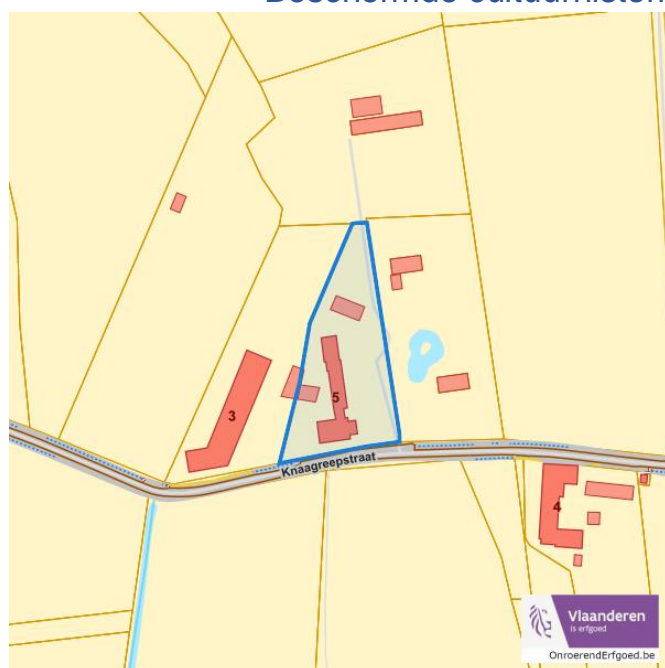 3
5
Knaagreepstraat
4
Vlaanderen
is erfgoed
OnroerendErfgoed.be